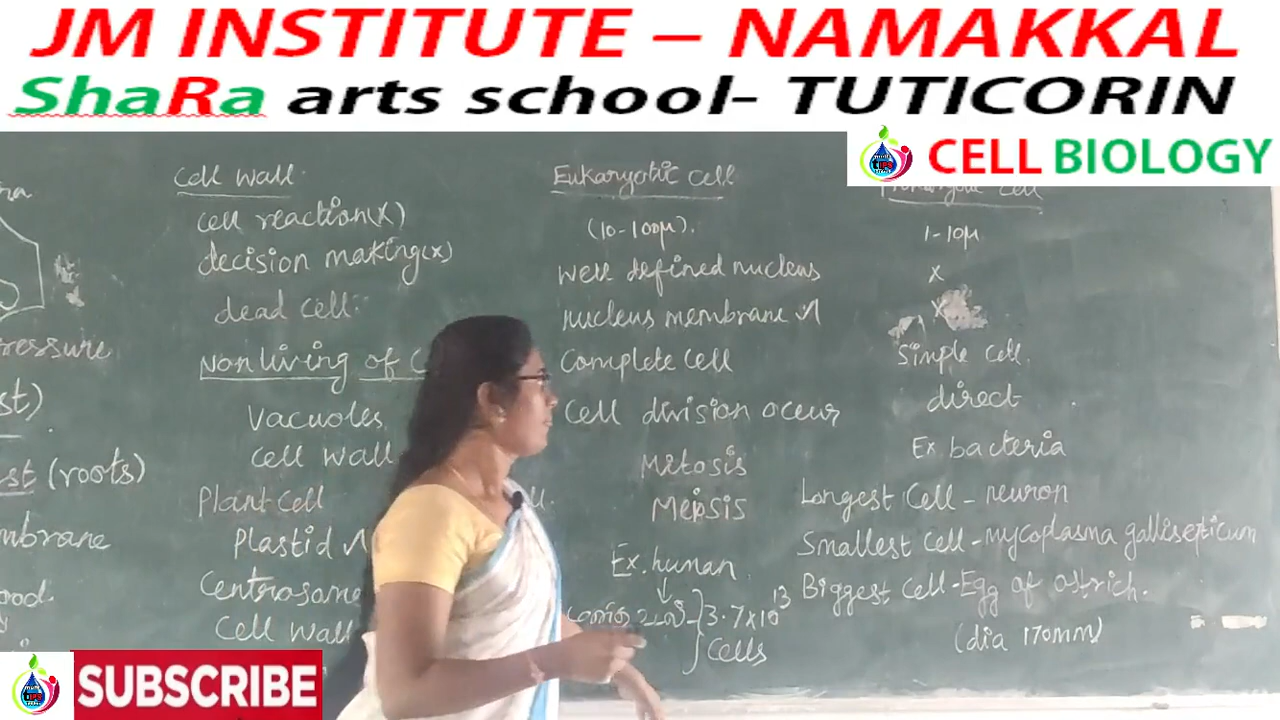 JM INSTITUTE – NAMAKKAL
ShaRa arts school- TUTICORIN
CELL BIOLOGY
Cell wall
cell reaction(x)
decision making(x)
dead cell
Non living of
Vacuoles
cell wall
Plant cell
Plastid
Centrosome
Cell wall
ressure
st)
st (roots)
mbrane
ood.
Eukaryotic cell
(10-100μ).
well defined nucleus
nucleus membrane
Complete cell
Cell division occur
Mitosis
Meiosis
Ex. human
மனித உடலி
3.7x10¹³
Cells
cell
1-10μ
x
x
Simple cell.
direct
Ex. bacteria
Longest cell - neuron
Smallest cell - mycoplasma gallisepticum
Biggest cell - Egg of ostrich.
(dia 170mm)
SUBSCRIBE